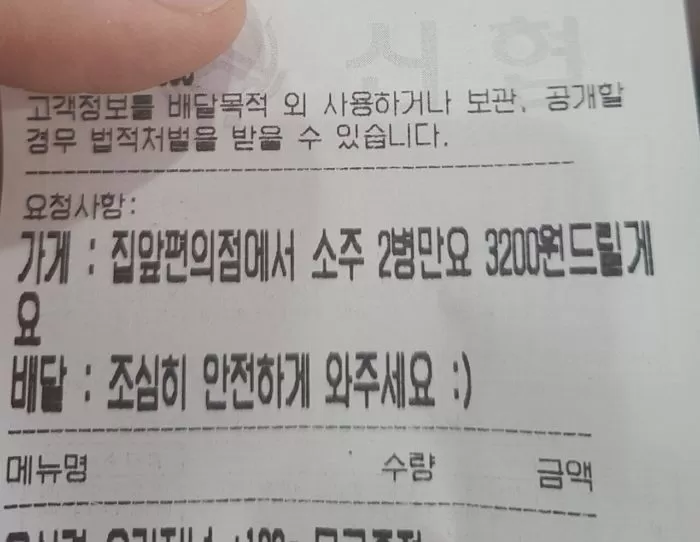 신협
고객정보를 배달목적 외 사용하거나 보관, 공개할
경우 법적처벌을 받을 수 있습니다.
요청사항:
가게 : 집앞편의점에서 소주 2병만요 3200원드릴게
요
배달 : 조심히 안전하게 와주세요 :)
메뉴명 수량 금액